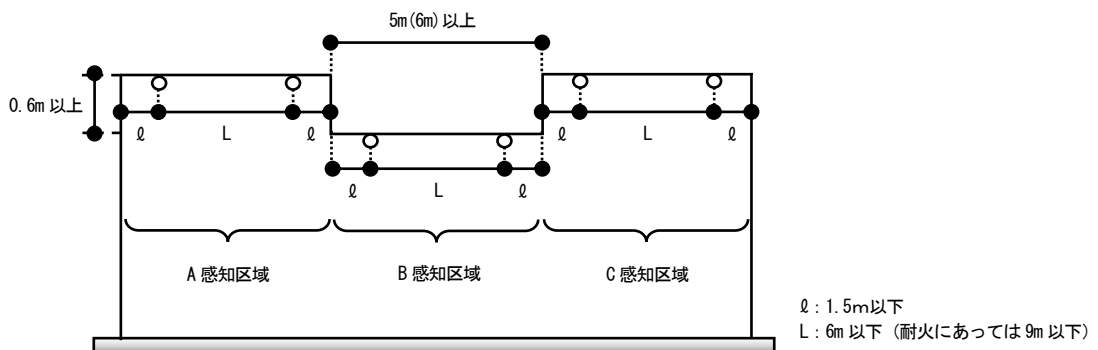 5m(6m)以上
0.6m以上
ℓ L ℓ
ℓ L ℓ
ℓ L ℓ
A感知区域
B感知区域
C感知区域
ℓ:1.5m以下
L:6m以下(耐火にあっては9m以下)